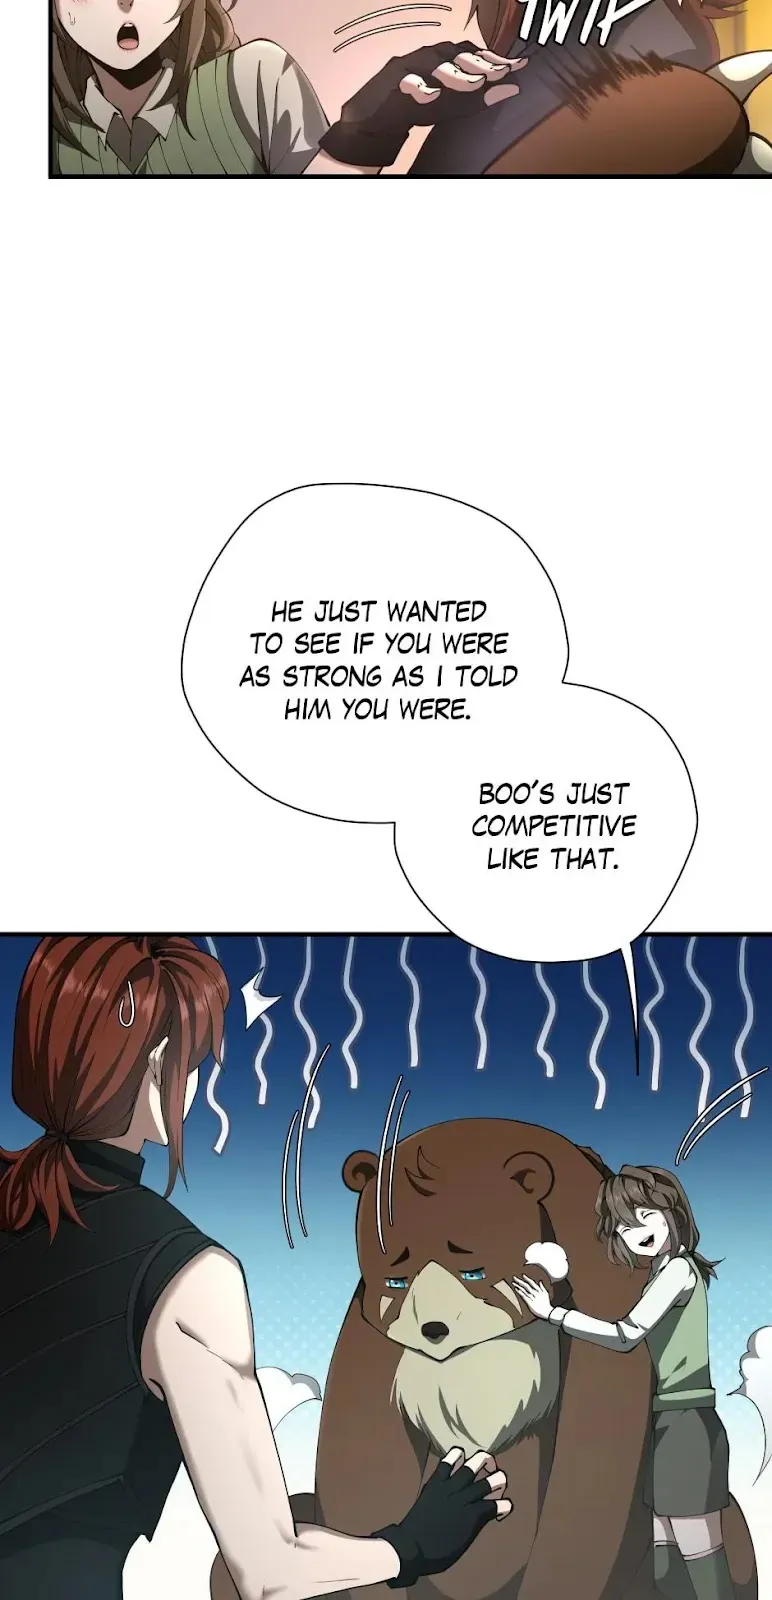 TWIP
HE JUST WANTED
TO SEE IF YOU WERE
AS STRONG AS I TOLD
HIM YOU WERE.
BOO'S JUST
COMPETITIVE
LIKE THAT.